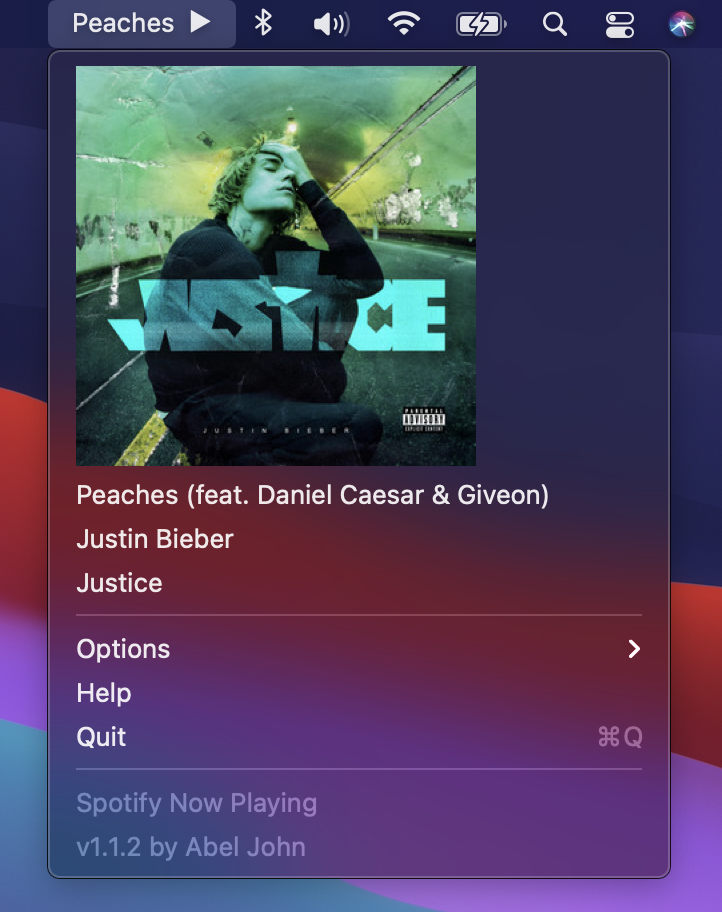 Peaches
JUSTICE
PARENTAL
ADVISORY
EXPLICIT CONTENT
JUSTIN BIEBER
Peaches (feat. Daniel Caesar & Giveon)
Justin Bieber
Justice
Options
Help
Quit ⌘Q
Spotify Now Playing
v1.1.2 by Abel John